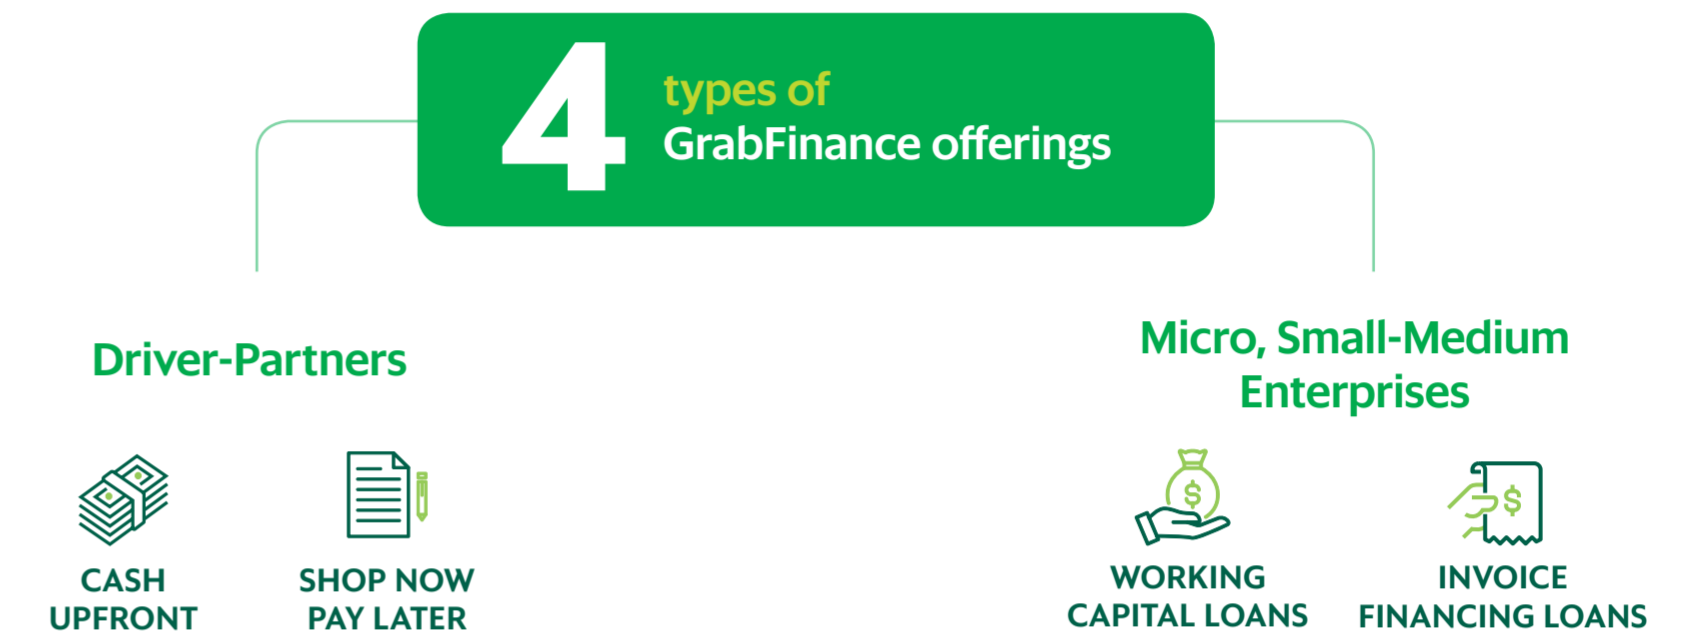 4
types of
GrabFinance offerings
Driver-Partners
CASH
UPFRONT
SHOP NOW
PAY LATER
Micro, Small-Medium
Enterprises
$
WORKING
CAPITAL LOANS
$
INVOICE
FINANCING LOANS